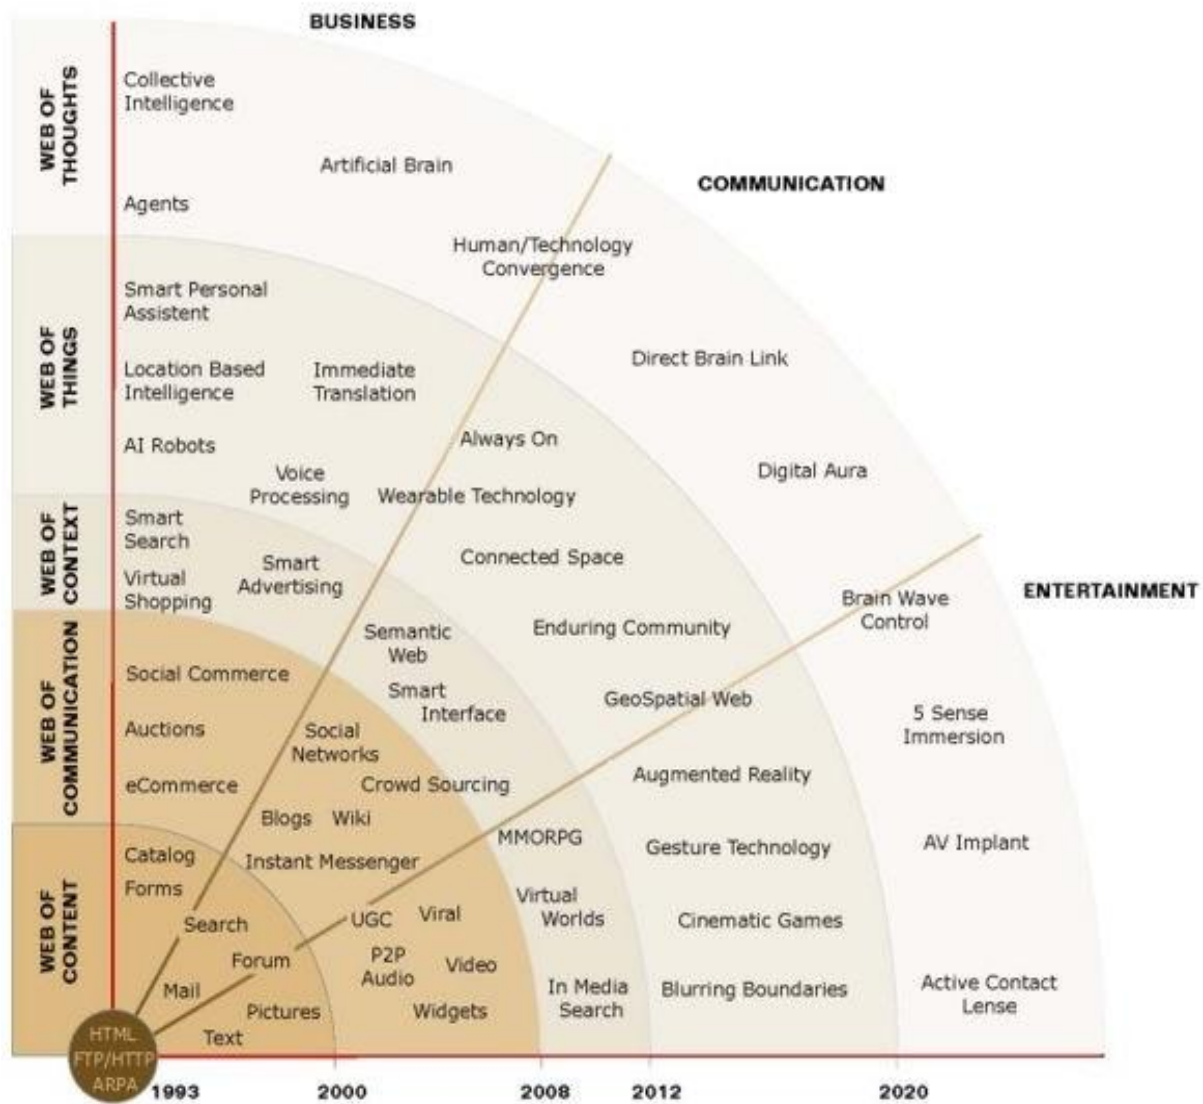 BUSINESS
COMMUNICATION
ENTERTAINMENT
WEB OF
THOUGHTS
Collective
Intelligence
Artificial Brain
Agents
Human/Technology
Convergence
Direct Brain Link
Digital Aura
Brain Wave
Control
5 Sense
Immersion
AV Implant
Active Contact
Lense
WEB OF
THINGS
Smart Personal
Assistent
Location Based
Intelligence
Immediate
Translation
AI Robots
Voice
Processing
Always On
Wearable Technology
Connected Space
Enduring Community
GeoSpatial Web
Augmented Reality
Gesture Technology
Cinematic Games
Blurring Boundaries
WEB OF
CONTEXT
Smart
Search
Virtual
Shopping
Smart
Advertising
Semantic
Web
Smart
Interface
MMORPG
Virtual
Worlds
In Media
Search
WEB OF
COMMUNICATION
Social Commerce
Auctions
eCommerce
Social
Networks
Crowd Sourcing
Blogs Wiki
Instant Messenger
UGC Viral
P2P
Audio
Video
Widgets
WEB OF
CONTENT
Catalog
Forms
Search
Forum
Mail
Pictures
Text
HTML
FTP/HTTP
ARPA
1993 2000 2008 2012 2020